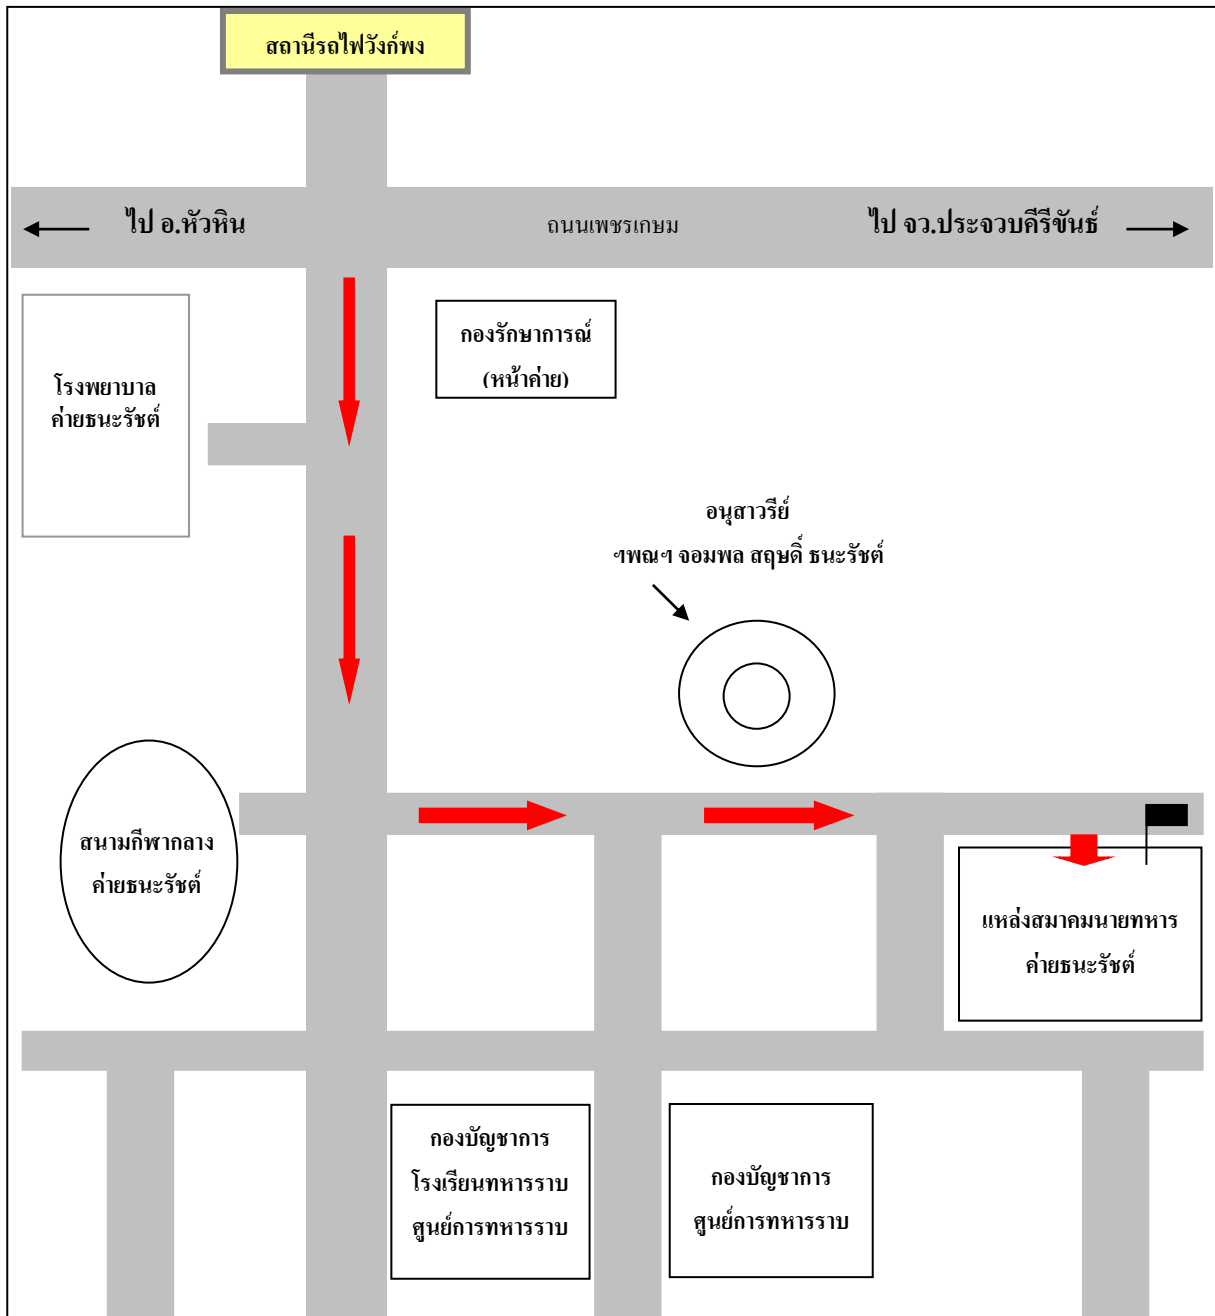 สถานีรถไฟวังก์พง
ไป อ.หัวหิน
ถนนเพชรเกษม
ไป จว.ประจวบคีรีขันธ์
กองรักษาการณ์
(หน้าค่าย)
โรงพยาบาล
ค่ายธนะรัชต์
อนุสาวรีย์
ฯพณฯ จอมพล สฤษดิ์ ธนะรัชต์
สนามกีฬากลาง
ค่ายธนะรัชต์
แหล่งสมาคมนายทหาร
ค่ายธนะรัชต์
กองบัญชาการ
โรงเรียนทหารราบ
ศูนย์การทหารราบ
กองบัญชาการ
ศูนย์การทหารราบ